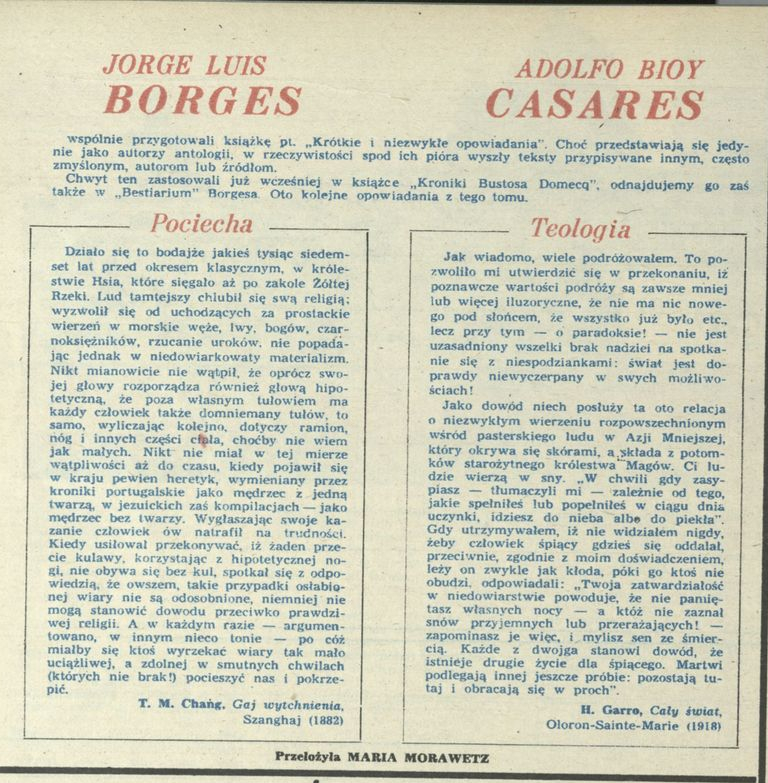 JORGE LUIS
BORGES
ADOLFO BIOY
CASARES
wspólnie przygotowali książkę pt. „Krótkie i niezwykłe opowiadania". Choć przedstawiają się jedy-
nie jako autorzy antologii, w rzeczywistości spod ich pióra wyszły teksty przypisywane innym, często
zmyślonym, autorom lub źródłom.
Chwyt ten zastosowali już wcześniej w książce „Kroniki Bustosa Domecq", odnajdujemy go zaś
także w „Bestiarium" Borgesa. Oto kolejne opowiadania z tego tomu.
Pociecha
Działo się to bodajże jakieś tysiąc siedem-
set lat przed okresem klasycznym, w króle-
stwie Hsia, które sięgało aż po zakole Żółtej
Rzeki. Lud tamtejszy chlubił się swą religią;
wyzwolił się od uchodzących za prostackie
wierzeń w morskie węże, lwy, bogów, czar-
noksiężników, rzucanie uroków, nie popada-
jąc jednak w niedowiarkowaty materializm.
Nikt mianowicie nie wątpił, że oprócz swo-
jej głowy rozporządza również głową hipo-
tetyczną, że poza własnym tułowiem ma
każdy człowiek także domniemany tułów, to
samo, wyliczając kolejno, dotyczy ramion,
nóg i innych części ciała, choćby nie wiem
jak małych. Nikt nie miał w tej mierze
wątpliwości aż do czasu, kiedy pojawił się
w kraju pewien heretyk, wymieniany przez
kroniki portugalskie jako mędrzec z jedną
twarzą, w jezuickich zaś kompilacjach — jako
mędrzec bez twarzy. Wygłaszając swoje ka-
zanie człowiek ów natrafił na trudności.
Kiedy usiłował przekonywać, iż żaden prze-
cie kulawy, korzystając z hipotetycznej no-
gi, nie obywa się bez kul, spotkał się z odpo-
wiedzią, że owszem, takie przypadki osłabio-
nej wiary nie są odosobnione, niemniej nie
mogą stanowić dowodu przeciwko prawdzi-
wej religii. A w każdym razie — argumen-
towano, w innym nieco tonie — po cóż
miałby się ktoś wyrzekać wiary tak mało
uciążliwej, a zdolnej w smutnych chwilach
(których nie brak!) pocieszyć nas i pokrze-
pić.
T. M. Chang, Gaj wytchnienia,
Szanghaj (1882)
Teologia
Jak wiadomo, wiele podróżowałem. To po-
zwoliło mi utwierdzić się w przekonaniu, iż
poznawcze wartości podróży są zawsze mniej
lub więcej iluzoryczne, że nie ma nic nowe-
go pod słońcem, że wszystko już było etc.,
lecz przy tym — o paradoksie! — nie jest
uzasadniony wszelki brak nadziei na spotka-
nie się z niespodziankami: świat jest do-
prawdy niewyczerpany w swych możliwo-
ściach!
Jako dowód niech posłuży ta oto relacja
o niezwykłym wierzeniu rozpowszechnionym
wśród pasterskiego ludu w Azji Mniejszej,
który okrywa się skórami, a składa z potom-
ków starożytnego królestwa Magów. Ci lu-
dzie wierzą w sny. „W chwili gdy zasy-
piasz — tłumaczyli mi — zależnie od tego,
jakie spełniłeś lub popełniłeś w ciągu dnia
uczynki, idziesz do nieba albo do piekła".
Gdy utrzymywałem, iż nie widziałem nigdy,
żeby człowiek śpiący gdzieś się oddalał,
przeciwnie, zgodnie z moim doświadczeniem,
leży on zwykle jak kłoda, póki go ktoś nie
obudzi, odpowiadali: „Twoja zatwardziałość
w niedowiarstwie powoduje, że nie pamię-
tasz własnych nocy — a któż nie zaznał
snów przyjemnych lub przerażających! —
zapominasz je więc, i mylisz sen ze śmier-
cią. Każde z dwojga stanowi dowód, że
istnieje drugie życie dla śpiącego. Martwi
podlegają innej jeszcze próbie: pozostają tu-
taj i obracają się w proch".
H. Garro, Cały świat,
Oloron-Sainte-Marie (1918)
Przełożyła MARIA MORAWETZ